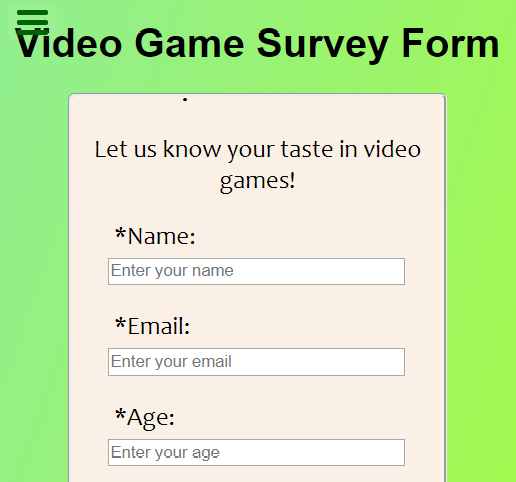 Video Game Survey Form
Let us know your taste in video
games!
*Name:
Enter your name
*Email:
Enter your email
*Age:
Enter your age